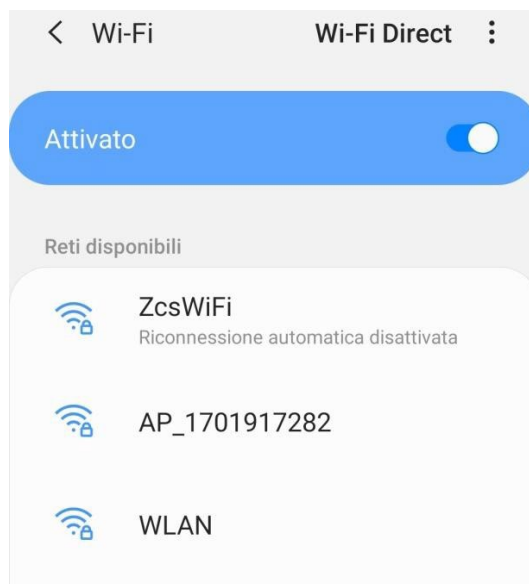 Wi-Fi Wi-Fi Direct
Attivato
Reti disponibili
ZcsWiFi
Riconnessione automatica disattivata
AP_1701917282
WLAN